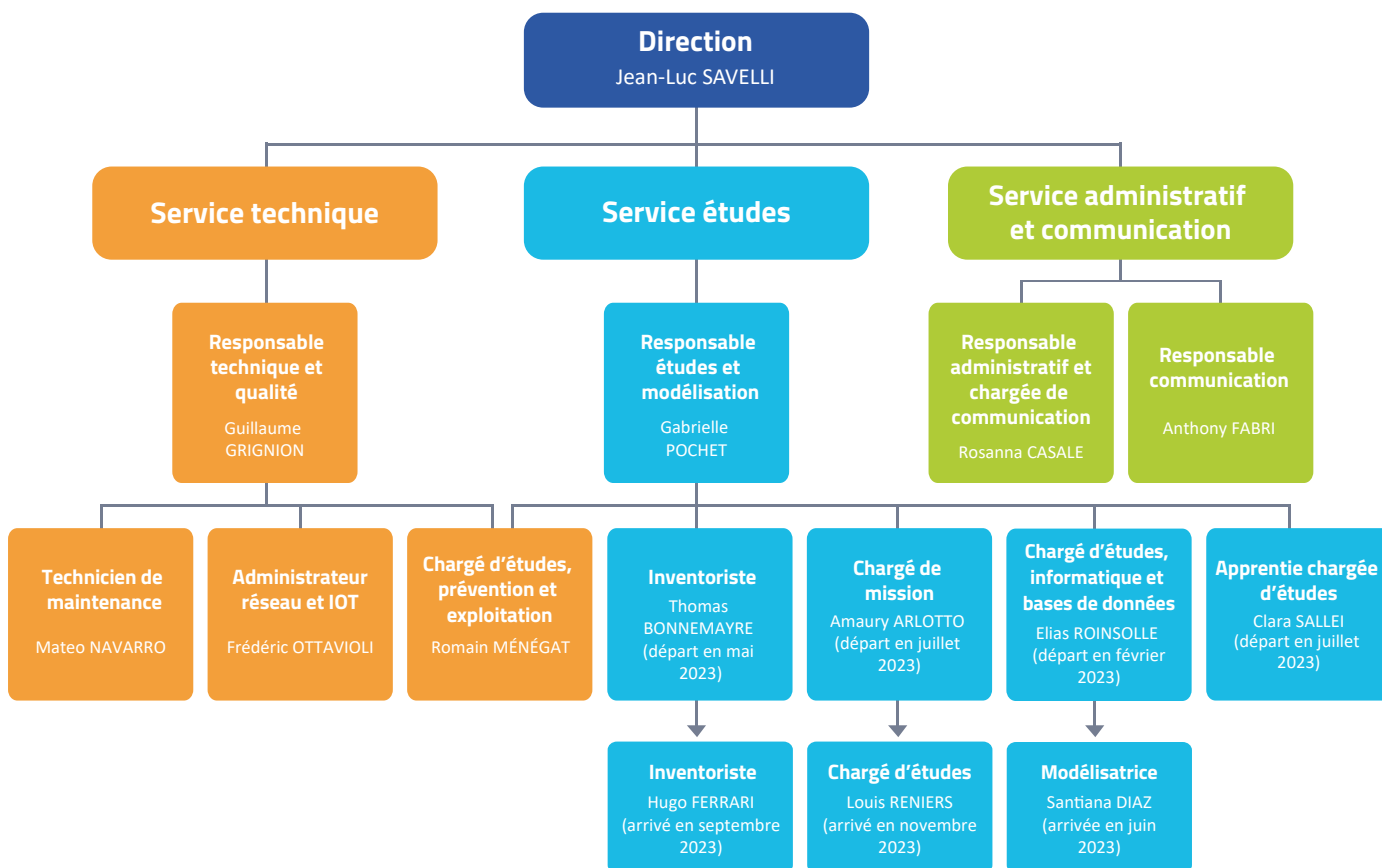 Direction
Jean-Luc SAVELLI
Service technique
Service études
Service administratif
et communication
Responsable
technique et
qualité
Guillaume
GRIGNION
Responsable
études et
modélisation
Gabrielle
POCHET
Responsable
administratif et
chargée de
communication
Rosanna CASALE
Responsable
communication
Anthony FABRI
Technicien de
maintenance
Mateo NAVARRO
Administrateur
réseau et IOT
Frédéric OTTAVIOLI
Chargé d’études,
prévention et
exploitation
Romain MÉNÉGAT
Inventoriste
Thomas
BONNEMAYRE
(départ en mai
2023)
Chargé de
mission
Amaury ARLOTTO
(départ en juillet
2023)
Chargé d’études,
informatique et
bases de données
Elias ROINSOLLE
(départ en février
2023)
Apprentie chargée
d’études
Clara SALLEI
(départ en juillet
2023)
Inventoriste
Hugo FERRARI
(arrivé en septembre
2023)
Chargé d’études
Louis RENIERS
(arrivé en novembre
2023)
Modélisatrice
Santiana DIAZ
(arrivée en juin
2023)